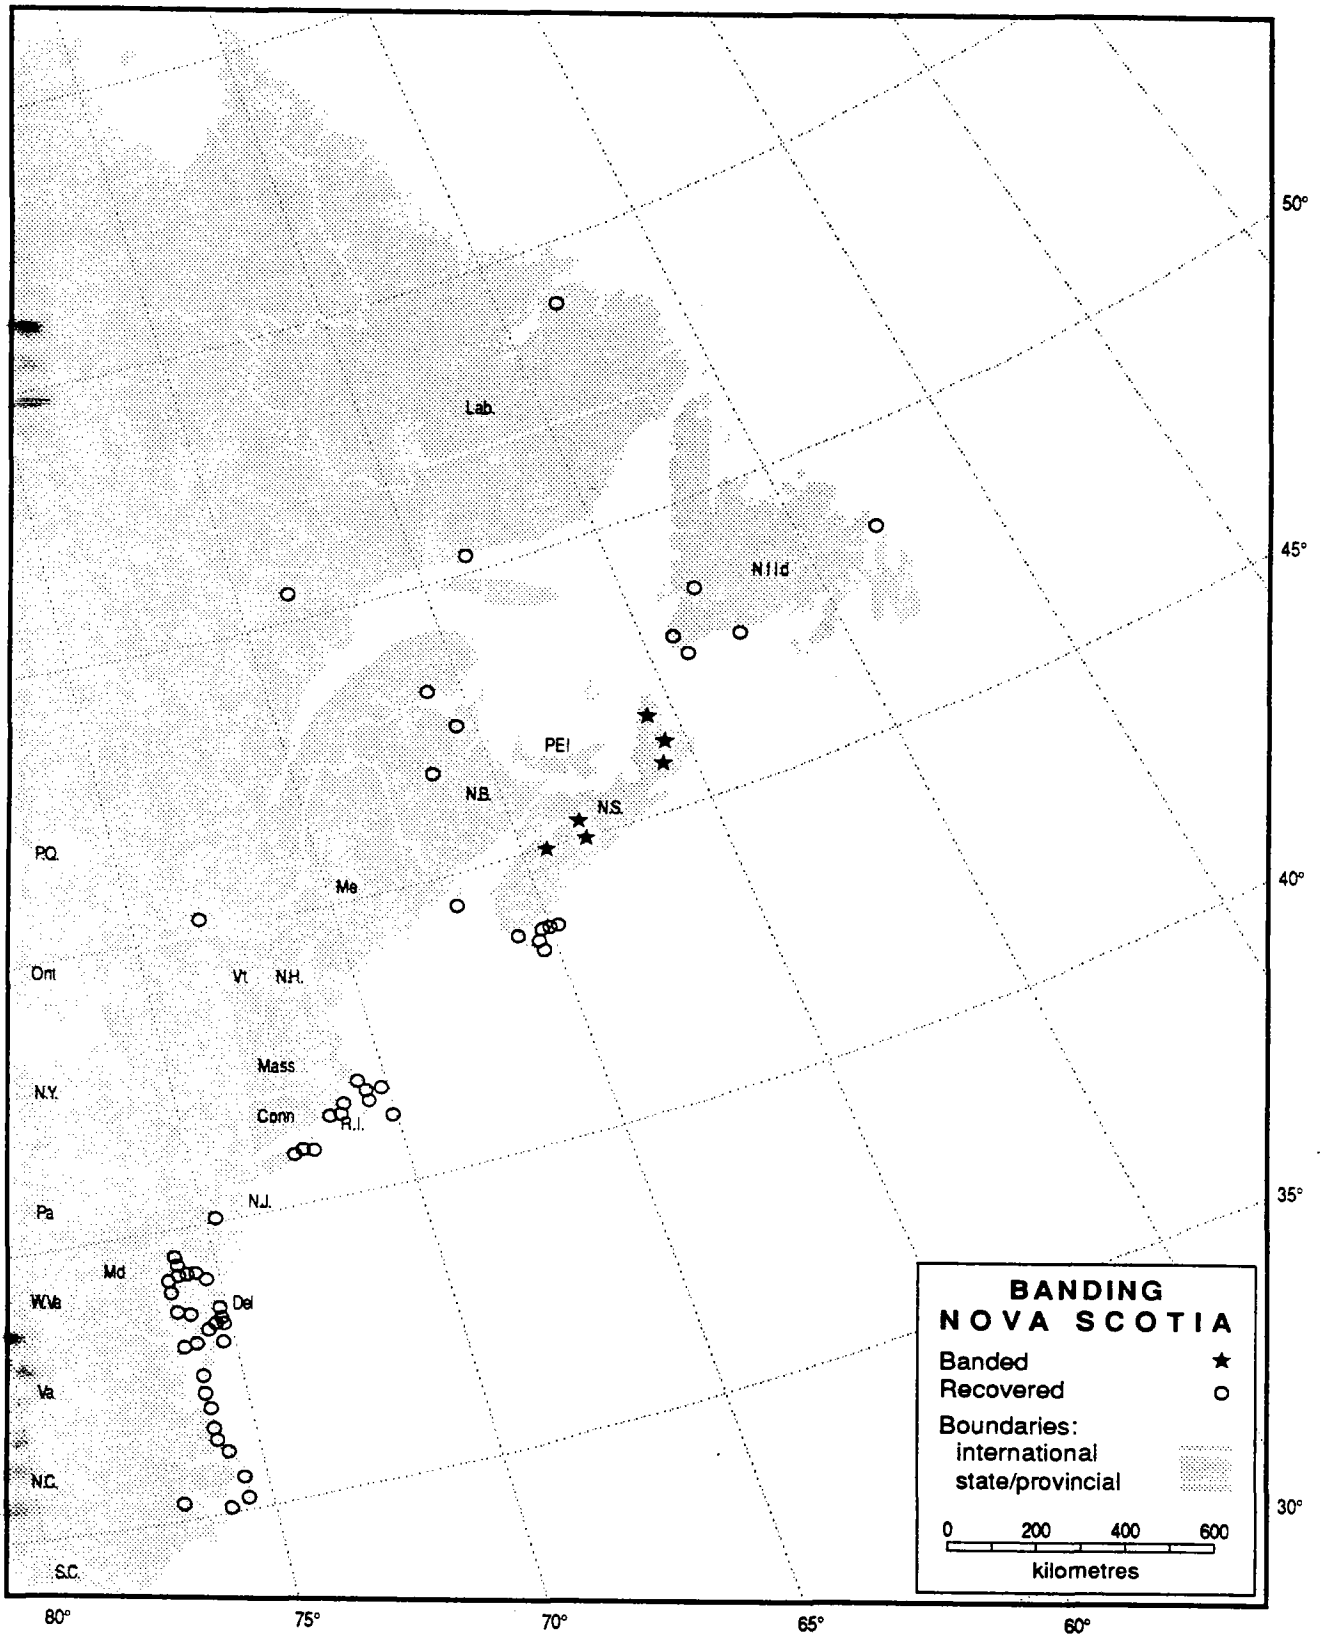 50°
Lab.
45°
Nfld
PEI
N.B.
N.S.
P.Q.
40°
Me
Ont
Vt N.H.
Mass
N.Y.
Conn
R.I.
35°
N.J.
Pa
Md
W.Va
Del
BANDING
NOVA SCOTIA
Banded
Recovered
Va
Boundaries:
international
state/provincial
N.C.
30°
0 200 400 600
kilometres
S.C.
80° 75° 70° 65° 60°